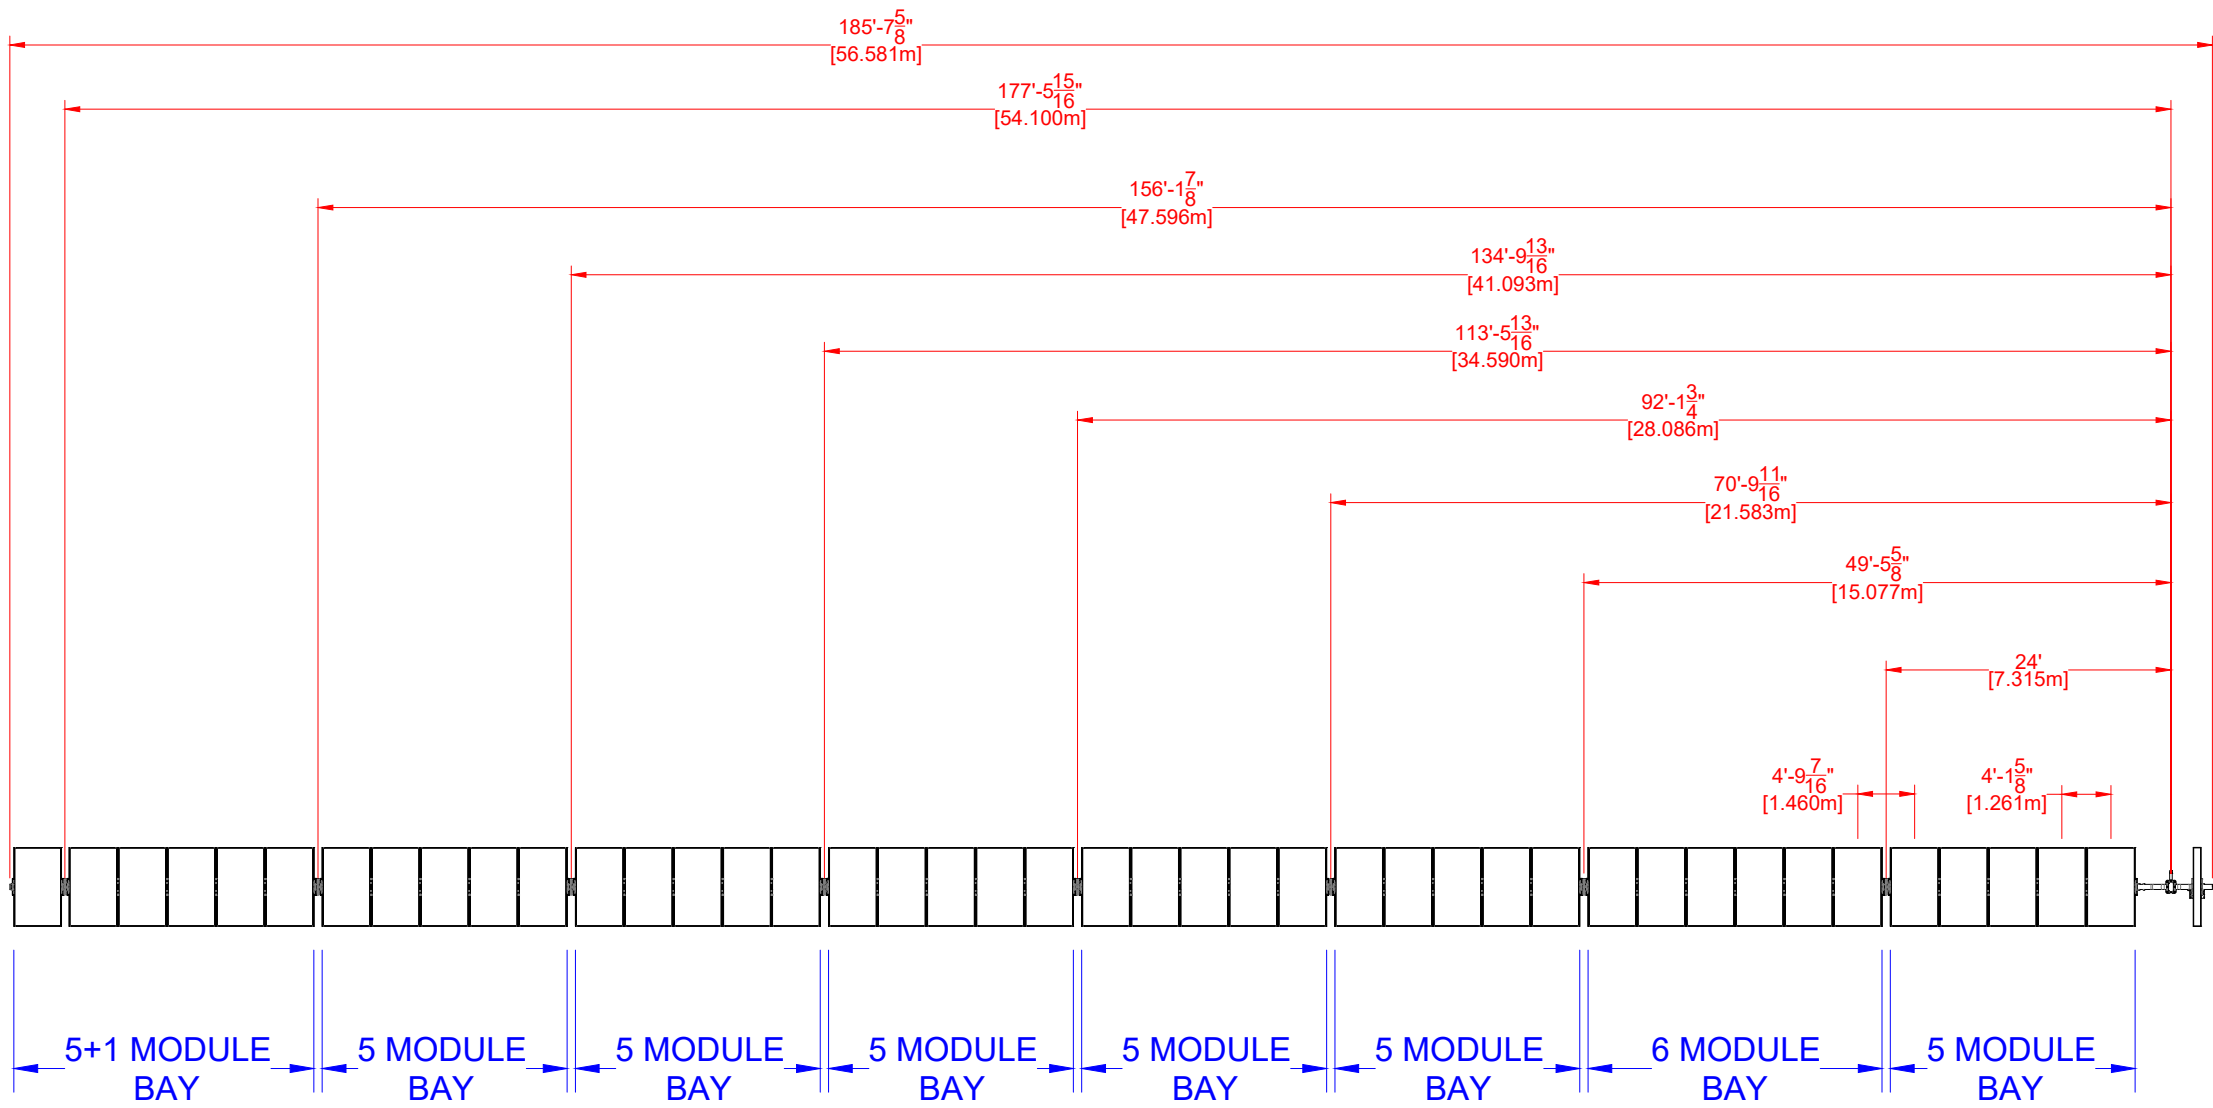 185'-7 5/8"
[56.581m]
177'-5 15/16"
[54.100m]
156'-1 7/8"
[47.596m]
134'-9 13/16"
[41.093m]
113'-5 13/16"
[34.590m]
92'-1 3/4"
[28.086m]
70'-9 11/16"
[21.583m]
49'-5 5/8"
[15.077m]
24'
[7.315m]
4'-9 7/16"
[1.460m]
4'-1 5/8"
[1.261m]
5+1 MODULE
BAY
5 MODULE
BAY
5 MODULE
BAY
5 MODULE
BAY
5 MODULE
BAY
5 MODULE
BAY
6 MODULE
BAY
5 MODULE
BAY